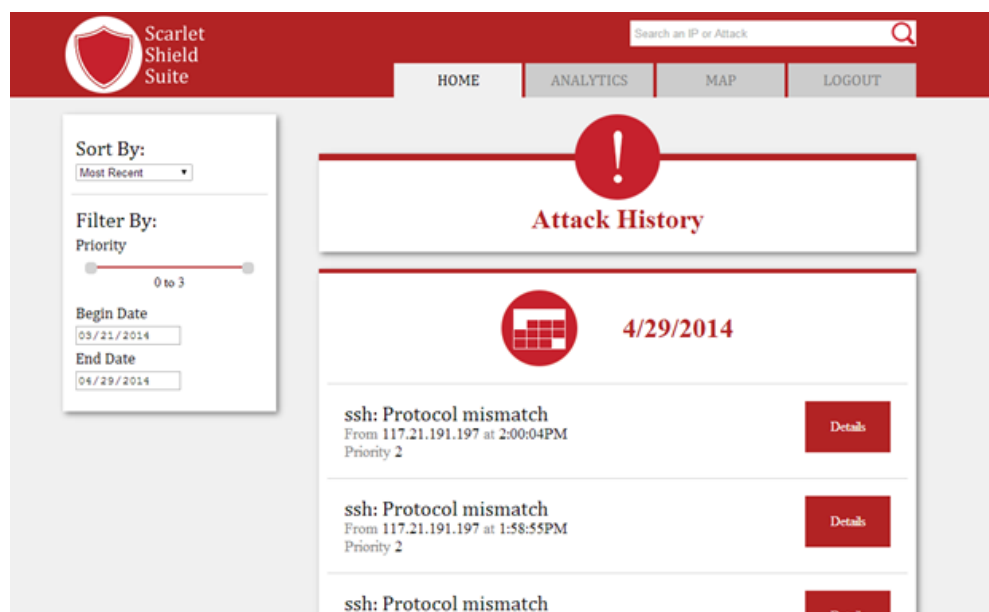 Scarlet
Shield
Suite
Search an IP or Attack
HOME
ANALYTICS
MAP
LOGOUT
Sort By:
Most Recent
Filter By:
Priority
0 to 3
Begin Date
03/21/2014
End Date
04/29/2014
!
Attack History
4/29/2014
ssh: Protocol mismatch
From 117.21.191.197 at 2:00:04PM
Priority 2
Details
ssh: Protocol mismatch
From 117.21.191.197 at 1:58:55PM
Priority 2
Details
ssh: Protocol mismatch